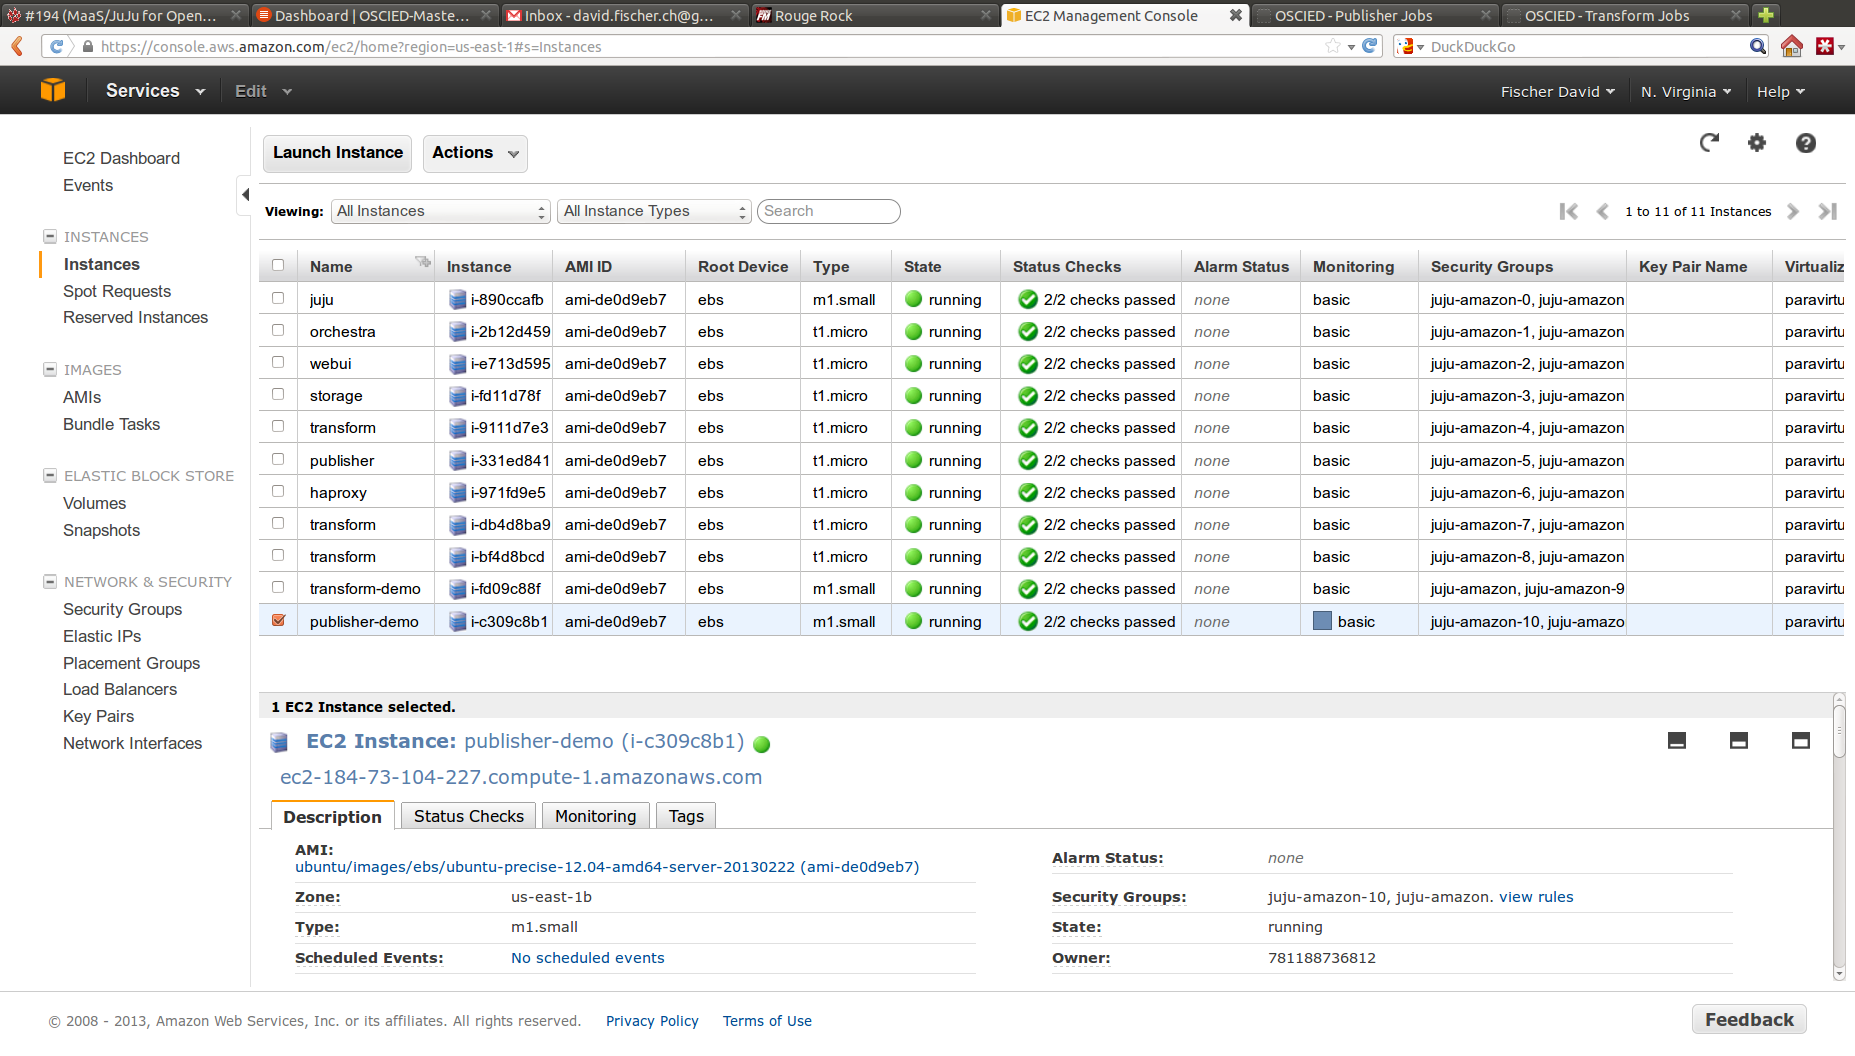 #194 (MaaS/JuJu for Open... Dashboard | OSCIED-Maste... Inbox - david.fischer.ch@g... Rouge Rock EC2 Management Console OSCIED - Publisher Jobs OSCIED - Transform Jobs
https://console.aws.amazon.com/ec2/home?region=us-east-1#s=Instances DuckDuckGo
Services Edit Fischer David N. Virginia Help
EC2 Dashboard
Events
INSTANCES
Instances
Spot Requests
Reserved Instances
IMAGES
AMIs
Bundle Tasks
ELASTIC BLOCK STORE
Volumes
Snapshots
NETWORK & SECURITY
Security Groups
Elastic IPs
Placement Groups
Load Balancers
Key Pairs
Network Interfaces
Launch Instance Actions
Viewing: All Instances All Instance Types Search 1 to 11 of 11 Instances
Name Instance AMI ID Root Device Type State Status Checks Alarm Status Monitoring Security Groups Key Pair Name Virtualiz
juju i-890ccafb ami-de0d9eb7 ebs m1.small running 2/2 checks passed none basic juju-amazon-0, juju-amazon paravirtu
orchestra i-2b12d459 ami-de0d9eb7 ebs t1.micro running 2/2 checks passed none basic juju-amazon-1, juju-amazon paravirtu
webui i-e713d595 ami-de0d9eb7 ebs t1.micro running 2/2 checks passed none basic juju-amazon-2, juju-amazon paravirtu
storage i-fd11d78f ami-de0d9eb7 ebs t1.micro running 2/2 checks passed none basic juju-amazon-3, juju-amazon paravirtu
transform i-9111d7e3 ami-de0d9eb7 ebs t1.micro running 2/2 checks passed none basic juju-amazon-4, juju-amazon paravirtu
publisher i-331ed841 ami-de0d9eb7 ebs t1.micro running 2/2 checks passed none basic juju-amazon-5, juju-amazon paravirtu
haproxy i-971fd9e5 ami-de0d9eb7 ebs t1.micro running 2/2 checks passed none basic juju-amazon-6, juju-amazon paravirtu
transform i-db4d8ba9 ami-de0d9eb7 ebs t1.micro running 2/2 checks passed none basic juju-amazon-7, juju-amazon paravirtu
transform i-bf4d8bcd ami-de0d9eb7 ebs t1.micro running 2/2 checks passed none basic juju-amazon-8, juju-amazon paravirtu
transform-demo i-fd09c88f ami-de0d9eb7 ebs m1.small running 2/2 checks passed none basic juju-amazon, juju-amazon-9 paravirtu
publisher-demo i-c309c8b1 ami-de0d9eb7 ebs m1.small running 2/2 checks passed none basic juju-amazon-10, juju-amazo paravirtu
1 EC2 Instance selected.
EC2 Instance: publisher-demo (i-c309c8b1)
ec2-184-73-104-227.compute-1.amazonaws.com
Description Status Checks Monitoring Tags
AMI:
ubuntu/images/ebs/ubuntu-precise-12.04-amd64-server-20130222 (ami-de0d9eb7)
Alarm Status: none
Zone: us-east-1b
Security Groups: juju-amazon-10, juju-amazon. view rules
Type: m1.small
State: running
Scheduled Events: No scheduled events
Owner: 781188736812
© 2008 - 2013, Amazon Web Services, Inc. or its affiliates. All rights reserved. Privacy Policy Terms of Use Feedback